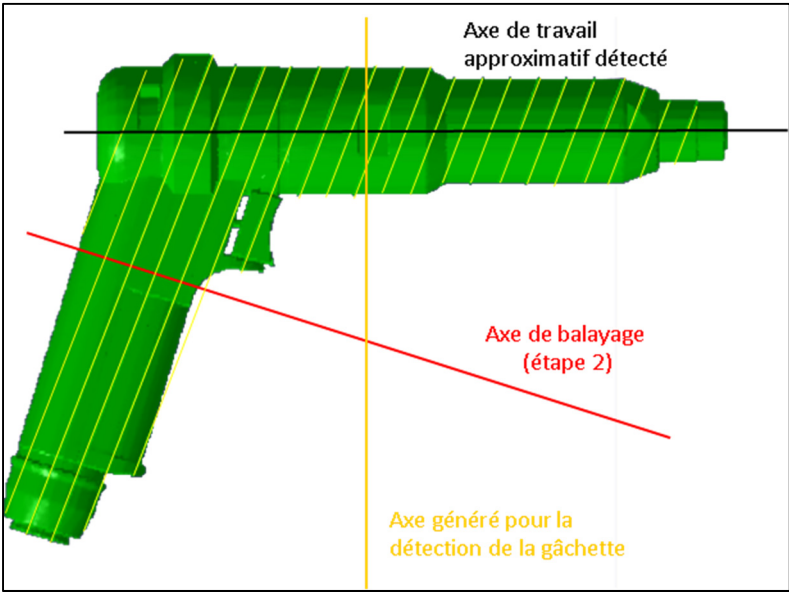 Axe de travail
approximatif détecté
Axe de balayage
(étape 2)
Axe généré pour la
détection de la gâchette